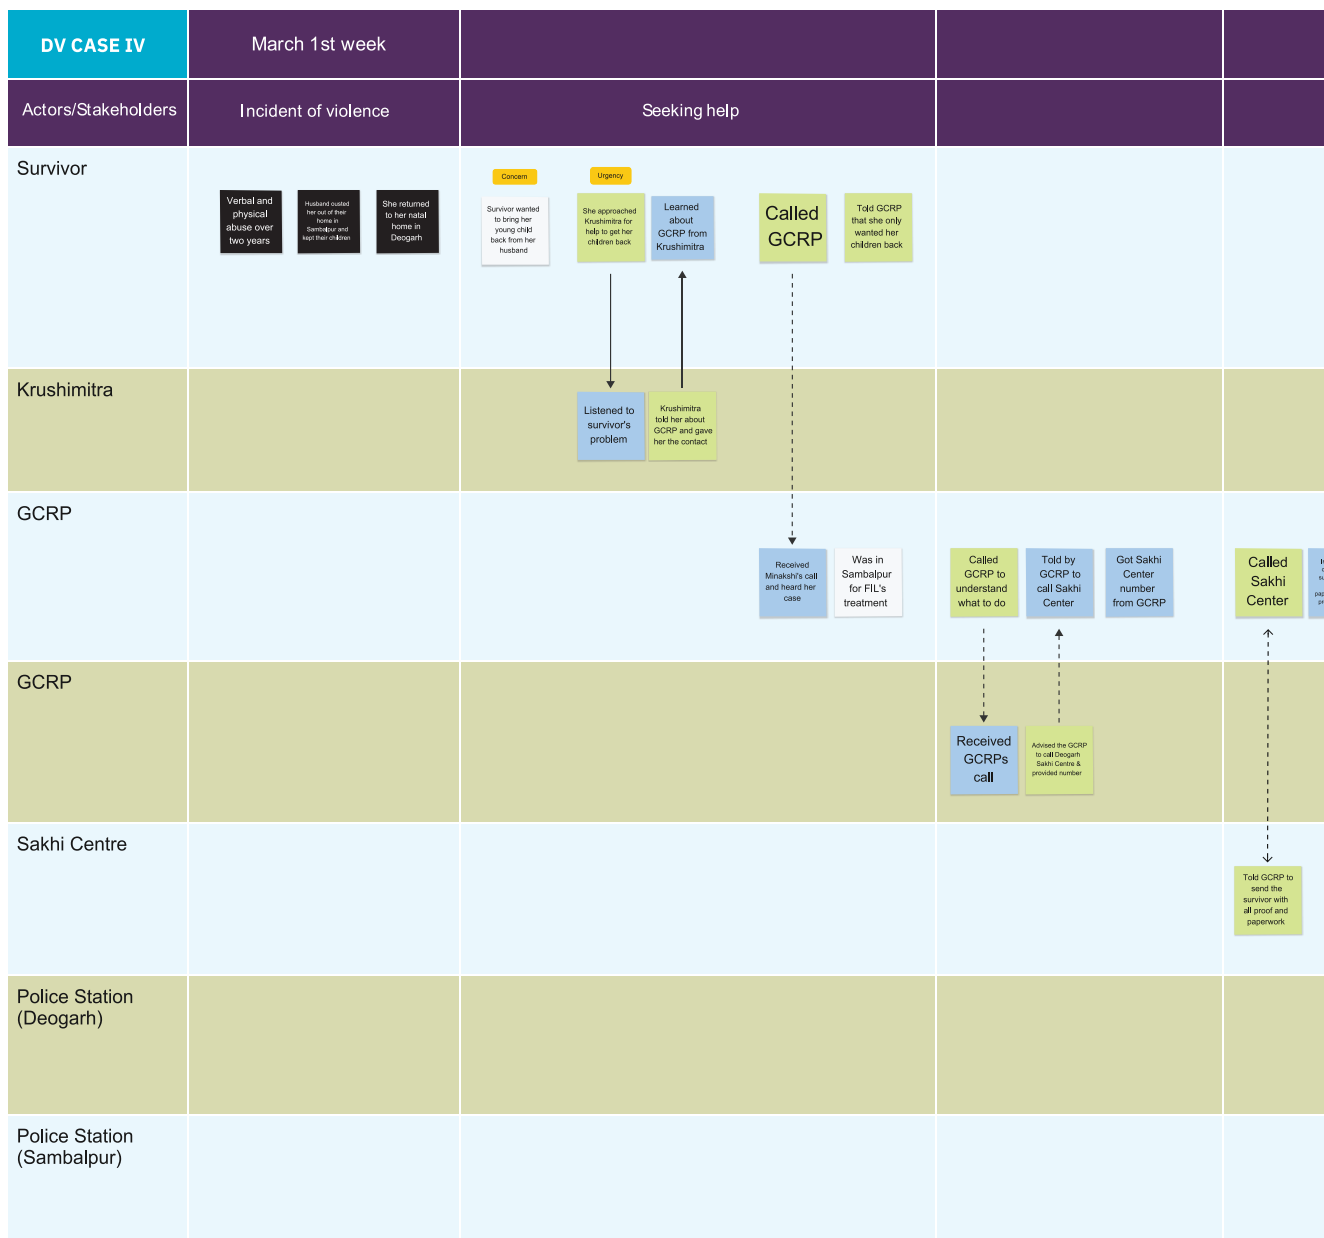 DV CASE IV
March 1st week
Actors/Stakeholders
Incident of violence
Seeking help
Survivor
Verbal and
physical
abuse over
two years
Husband ousted
her out of their
home in
Sambalpur and
kept their children
She returned
to her natal
home in
Deogarh
Concern
Survivor wanted
to bring her
young child
back from her
husband
Urgency
She approached
Krushimitra for
help to get her
children back
Learned
about
GCRP from
Krushimitra
Called
GCRP
Told GCRP
that she only
wanted her
children back
Krushimitra
Listened to
survivor's
problem
Krushimitra
told her about
GCRP and gave
her the contact
GCRP
Received
Minakshi's call
and heard her
case
Was in
Sambalpur
for FIL's
treatment
Called
GCRP to
understand
what to do
Told by
GCRP to
call Sakhi
Center
Got Sakhi
Center
number
from GCRP
Called
Sakhi
Center
GCRP
Received
GCRPs
call
Advised the GCRP
to call Deogarh
Sakhi Centre &
provided number
Sakhi Centre
Told GCRP to
send the
survivor with
all proof and
paperwork
Police Station
(Deogarh)
Police Station
(Sambalpur)